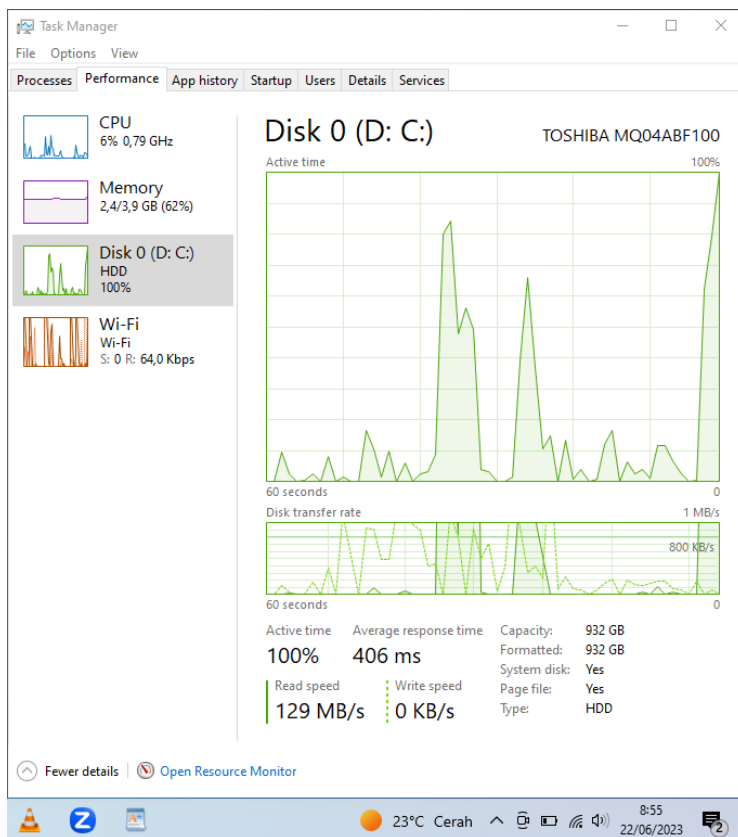 Task Manager
File Options View
Processes Performance App history Startup Users Details Services
CPU
6% 0,79 GHz
Memory
2,4/3,9 GB (62%)
Disk 0 (D: C:)
HDD
100%
Wi-Fi
Wi-Fi
S: 0 R: 64,0 Kbps
Disk 0 (D: C:) TOSHIBA MQ04ABF100
Active time 100%
60 seconds 0
Disk transfer rate 1 MB/s
800 KB/s
60 seconds 0
Active time Average response time
100% 406 ms
Read speed Write speed
129 MB/s 0 KB/s
Capacity: 932 GB
Formatted: 932 GB
System disk: Yes
Page file: Yes
Type: HDD
Fewer details Open Resource Monitor
Z 23°C Cerah 8:55
22/06/2023 2